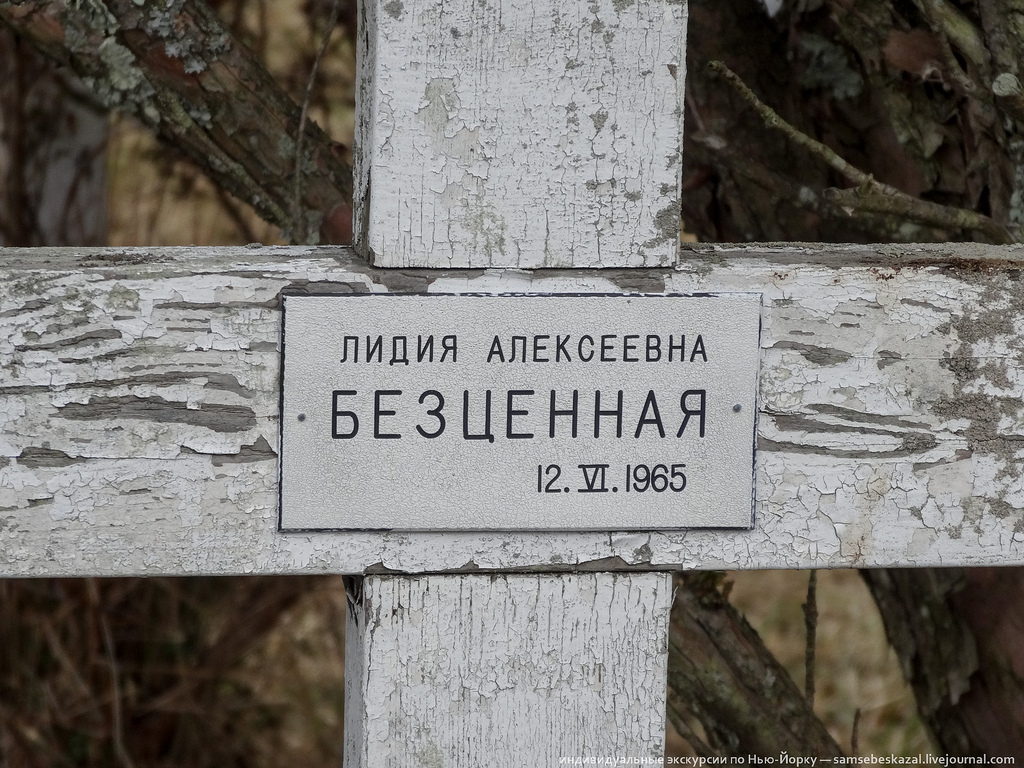 ЛИДИЯ АЛЕКСЕЕВНА
БЕЗЦЕННАЯ
12.VI.1965
индивидуальные экскурсии по Нью-Йорку — samsebeskazal.livejournal.com